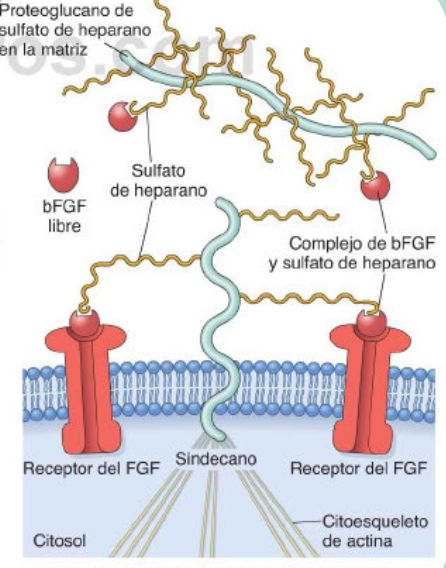 Proteoglucano de
sulfato de heparano
en la matriz
ros.com
Sulfato
de heparano
bFGF
libre
Complejo de bFGF
y sulfato de heparano
Receptor del FGF
Sindecano
Receptor del FGF
Citoesqueleto
de actina
Citosol